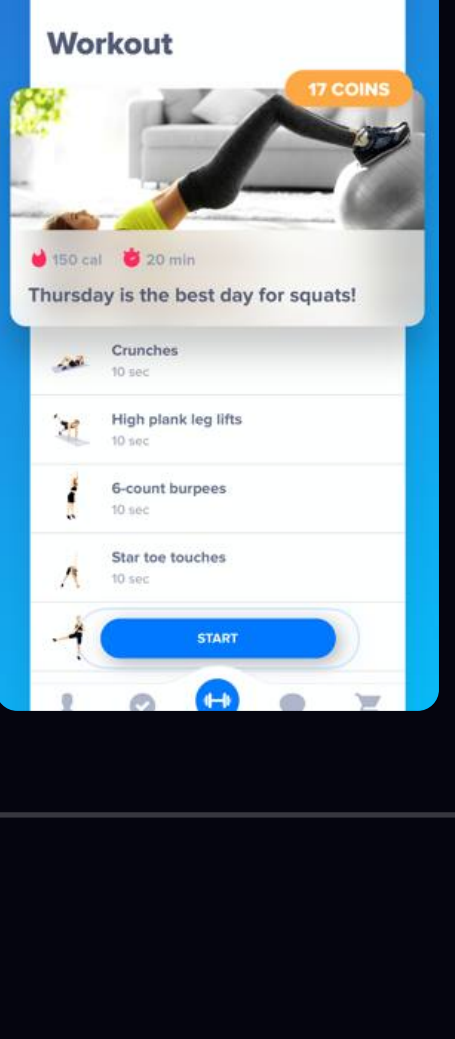 Workout
17 COINS
150 cal 20 min
Thursday is the best day for squats!
Crunches
10 sec
High plank leg lifts
10 sec
6-count burpees
10 sec
Star toe touches
10 sec
START